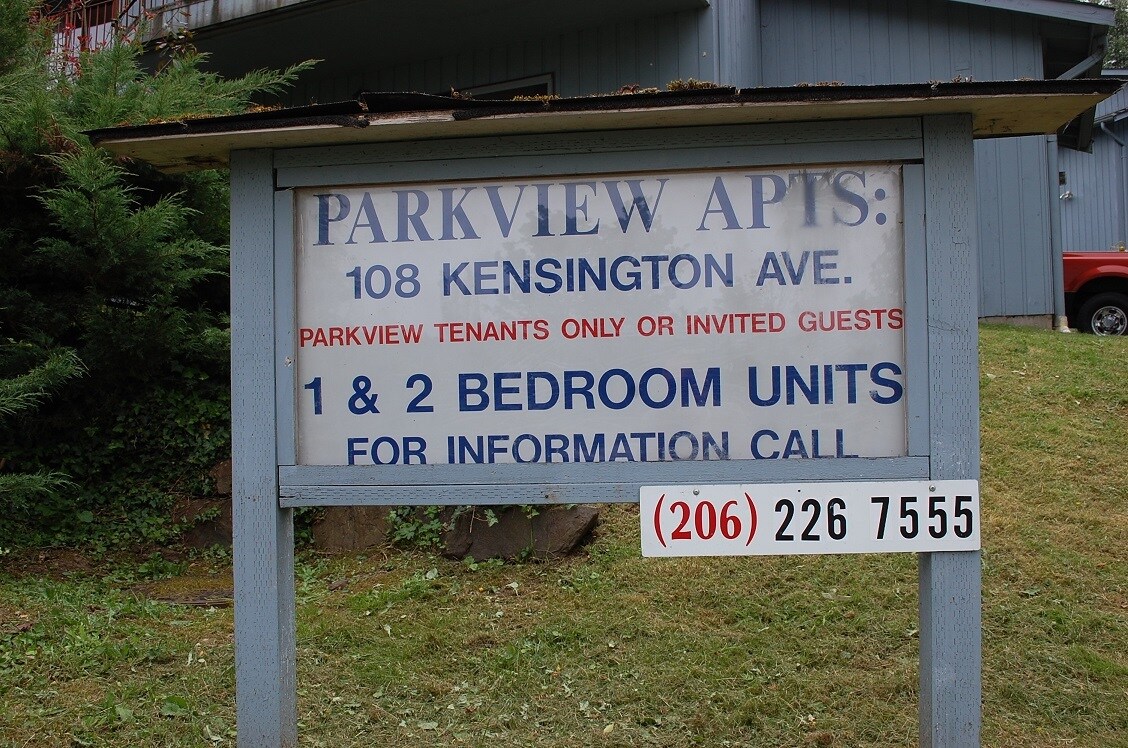 PARKVIEW APTS:
108 KENSINGTON AVE.
PARKVIEW TENANTS ONLY OR INVITED GUESTS
1 & 2 BEDROOM UNITS
FOR INFORMATION CALL
(206) 226 7555